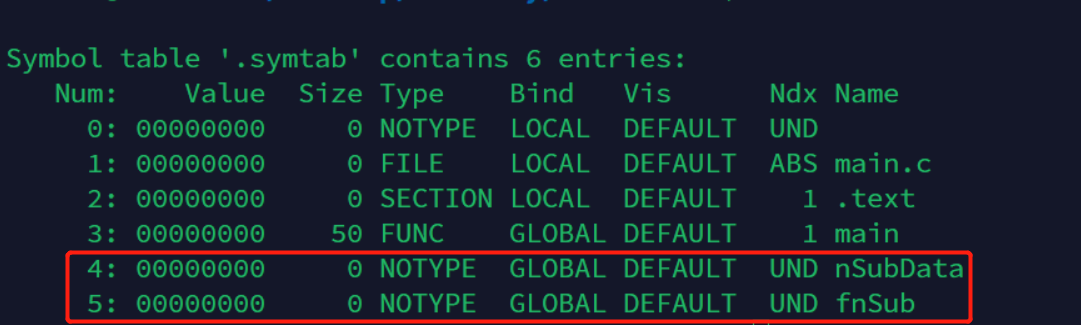 Symbol table '.symtab' contains 6 entries:
Num: Value Size Type Bind Vis Ndx Name
0: 00000000 0 NOTYPE LOCAL DEFAULT UND
1: 00000000 0 FILE LOCAL DEFAULT ABS main.c
2: 00000000 0 SECTION LOCAL DEFAULT 1 .text
3: 00000000 50 FUNC GLOBAL DEFAULT 1 main
4: 00000000 0 NOTYPE GLOBAL DEFAULT UND nSubData
5: 00000000 0 NOTYPE GLOBAL DEFAULT UND fnSub